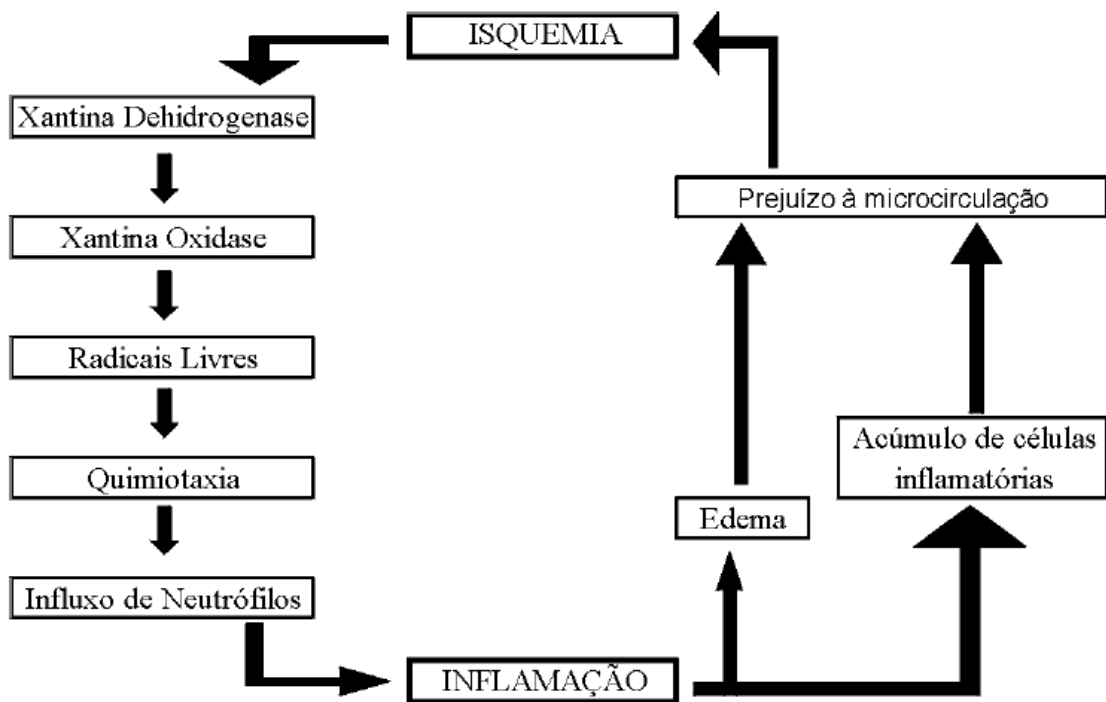 ISQUEMIA
Xantina Dehidrogenase
Xantina Oxidase
Radicais Livres
Quimiotaxia
Influxo de Neutrófilos
INFLAMAÇÃO
Edema
Acúmulo de células
inflamatórias
Prejuízo à microcirculação